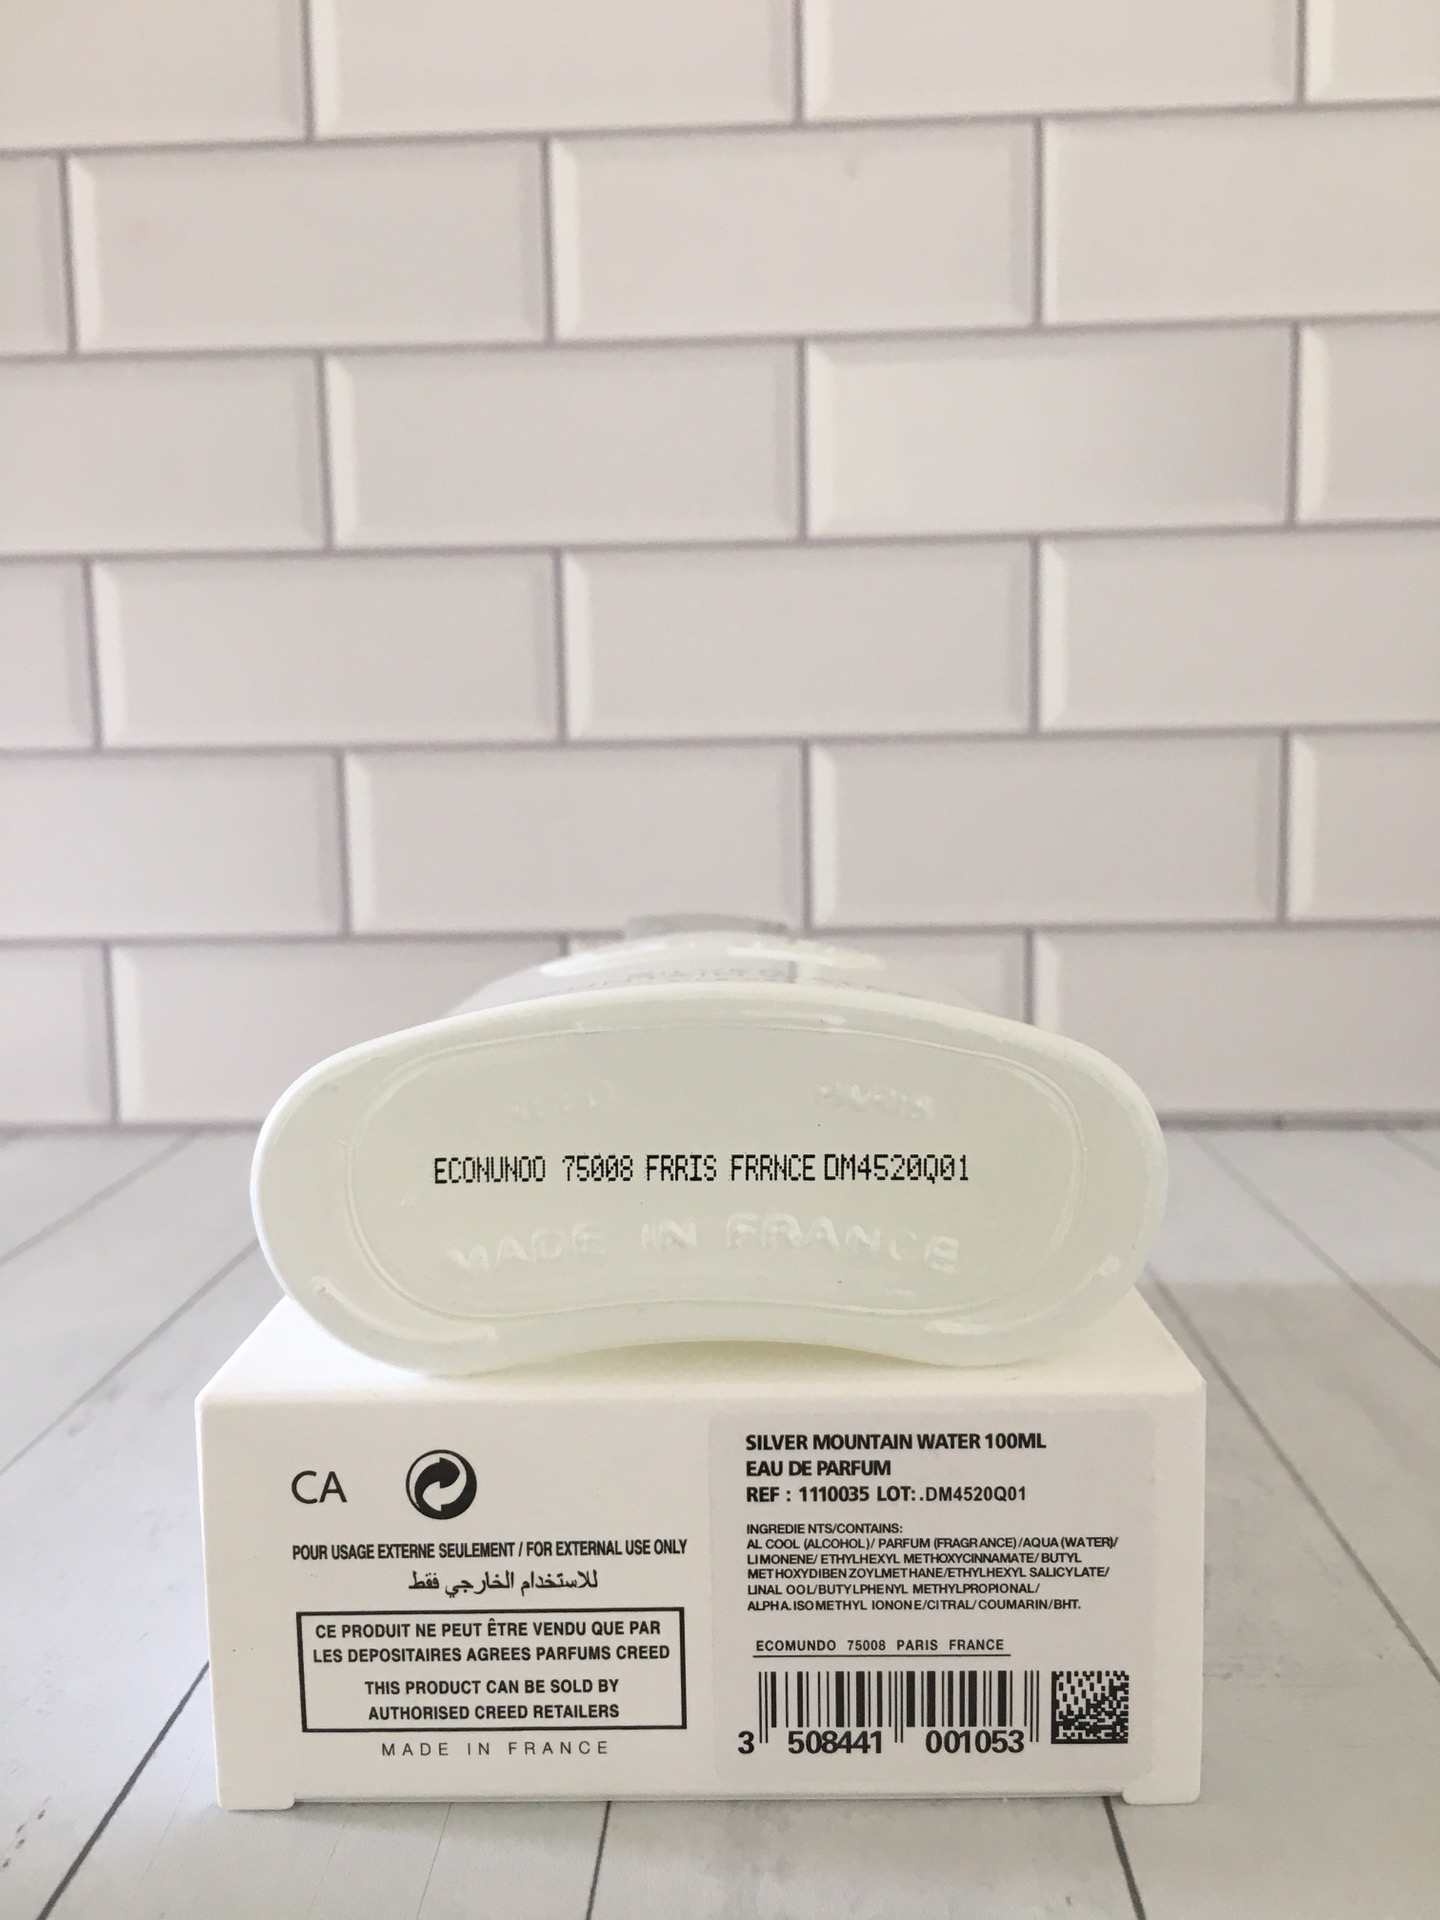 ECONUNOO 75008 FRRIS FRRNCE DM4520Q01
MADE IN FRANCE
CA
POUR USAGE EXTERNE SEULEMENT / FOR EXTERNAL USE ONLY
للاستخدام الخارجي فقط
CE PRODUIT NE PEUT ÊTRE VENDU QUE PAR
LES DEPOSITAIRES AGREES PARFUMS CREED
THIS PRODUCT CAN BE SOLD BY
AUTHORISED CREED RETAILERS
MADE IN FRANCE
SILVER MOUNTAIN WATER 100ML
EAU DE PARFUM
REF : 1110035 LOT:.DM4520Q01
INGREDIE NTS/CONTAINS:
AL COOL (ALCOHOL)/ PARFUM (FRAGRANCE)/AQUA (WATER)/
LIMONENE/ ETHYLHEXYL METHOXYCINNAMATE/ BUTYL
METHOXYDIBENZOYLMETHANE/ETHYLHEXYL SALICYLATE/
LINAL OOL/BUTYLPHENYL METHYLPROPIONAL/
ALPHA.ISOMETHYL IONONE/CITRAL/COUMARIN/BHT.
ECOMUNDO 75008 PARIS FRANCE
3 508441 001053